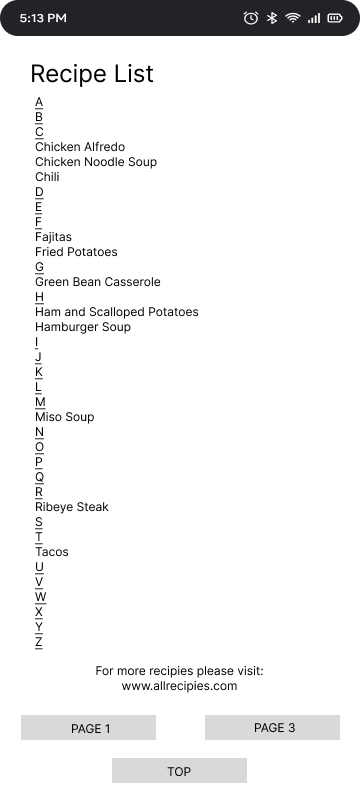 5:13 PM
Recipe List
A
B
C
Chicken Alfredo
Chicken Noodle Soup
Chili
D
E
F
Fajitas
Fried Potatoes
G
Green Bean Casserole
H
Ham and Scalloped Potatoes
Hamburger Soup
I
J
K
L
M
Miso Soup
N
O
P
Q
R
Ribeye Steak
S
T
Tacos
U
V
W
X
Y
Z
For more recipies please visit:
www.allrecipies.com
PAGE 1
PAGE 3
TOP